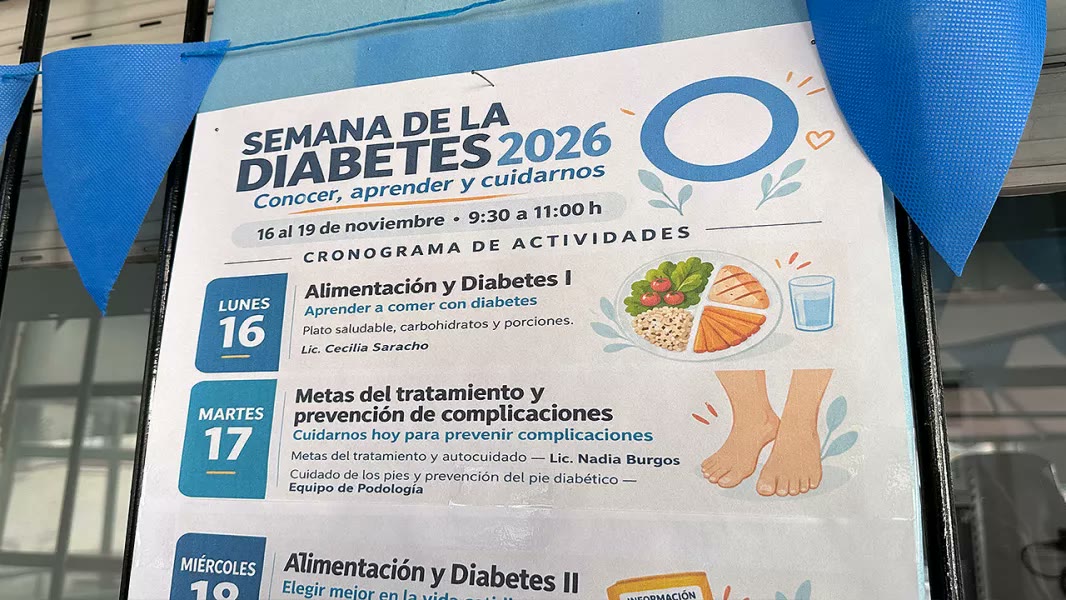 SEMANA DE LA
DIABETES 2026
Conocer, aprender y cuidarnos
16 al 19 de noviembre • 9:30 a 11:00 h
CRONOGRAMA DE ACTIVIDADES
LUNES
16
Alimentación y Diabetes I
Aprender a comer con diabetes
Plato saludable, carbohidratos y porciones.
Lic. Cecilia Saracho
MARTES
17
Metas del tratamiento y
prevención de complicaciones
Cuidarnos hoy para prevenir complicaciones
Metas del tratamiento y autocuidado — Lic. Nadia Burgos
Cuidado de los pies y prevención del pie diabético —
Equipo de Podología
MIÉRCOLES
18
Alimentación y Diabetes II
Elegir mejor en la vida
INFORMACIÓN